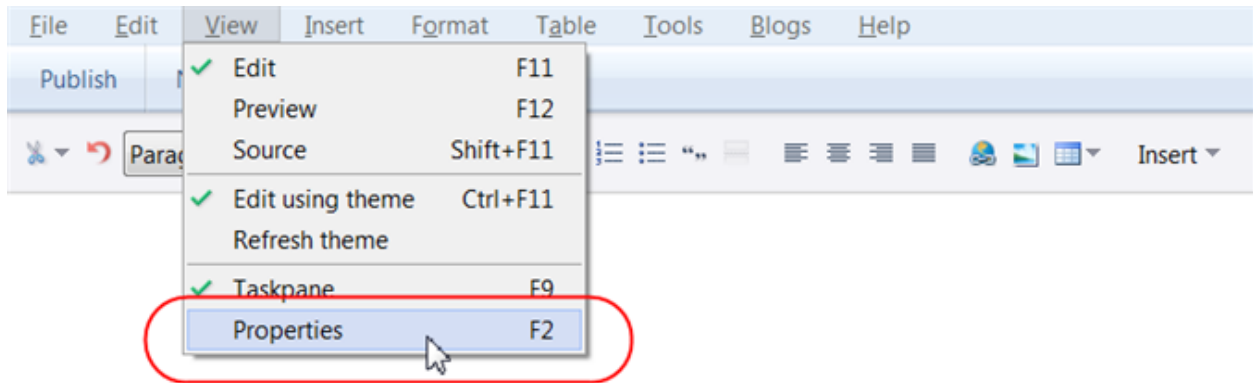 File Edit View Insert Format Table Tools Blogs Help
Publish
Edit F11
Preview F12
Source Shift+F11
Parag “„ Insert
Edit using theme Ctrl+F11
Refresh theme
Taskpane F9
Properties F2